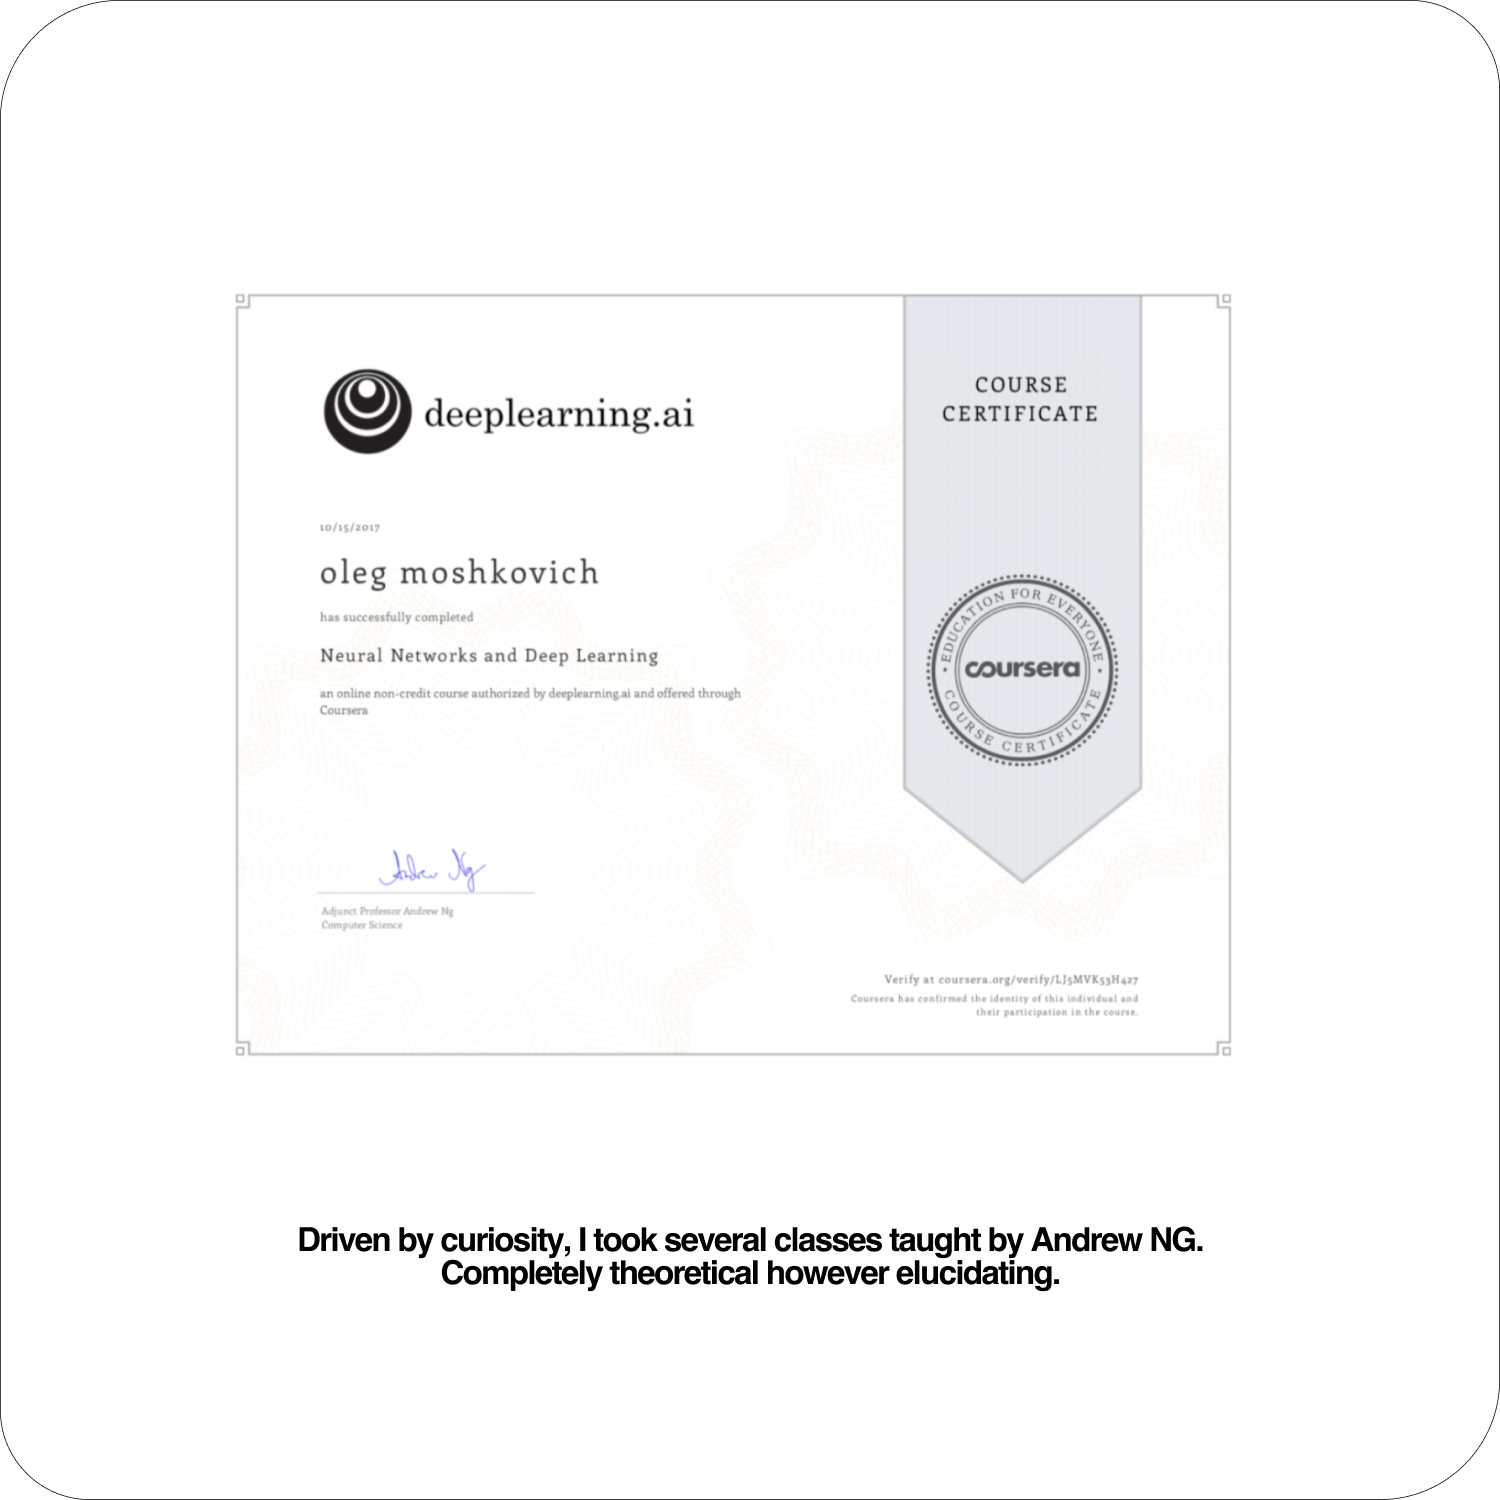 deeplearning.ai
COURSE
CERTIFICATE
10/15/2017
oleg moshkovich
has successfully completed
Neural Networks and Deep Learning
an online non-credit course authorized by deeplearning.ai and offered through
Coursera
EDUCATION FOR EVERYONE
coursera
COURSE CERTIFICATE
Andrew Ng
Adjunct Professor Andrew Ng
Computer Science
Verify at coursera.org/verify/LJ5MVK53H427
Coursera has confirmed the identity of this individual and
their participation in the course.
Driven by curiosity, I took several classes taught by Andrew NG.
Completely theoretical however elucidating.